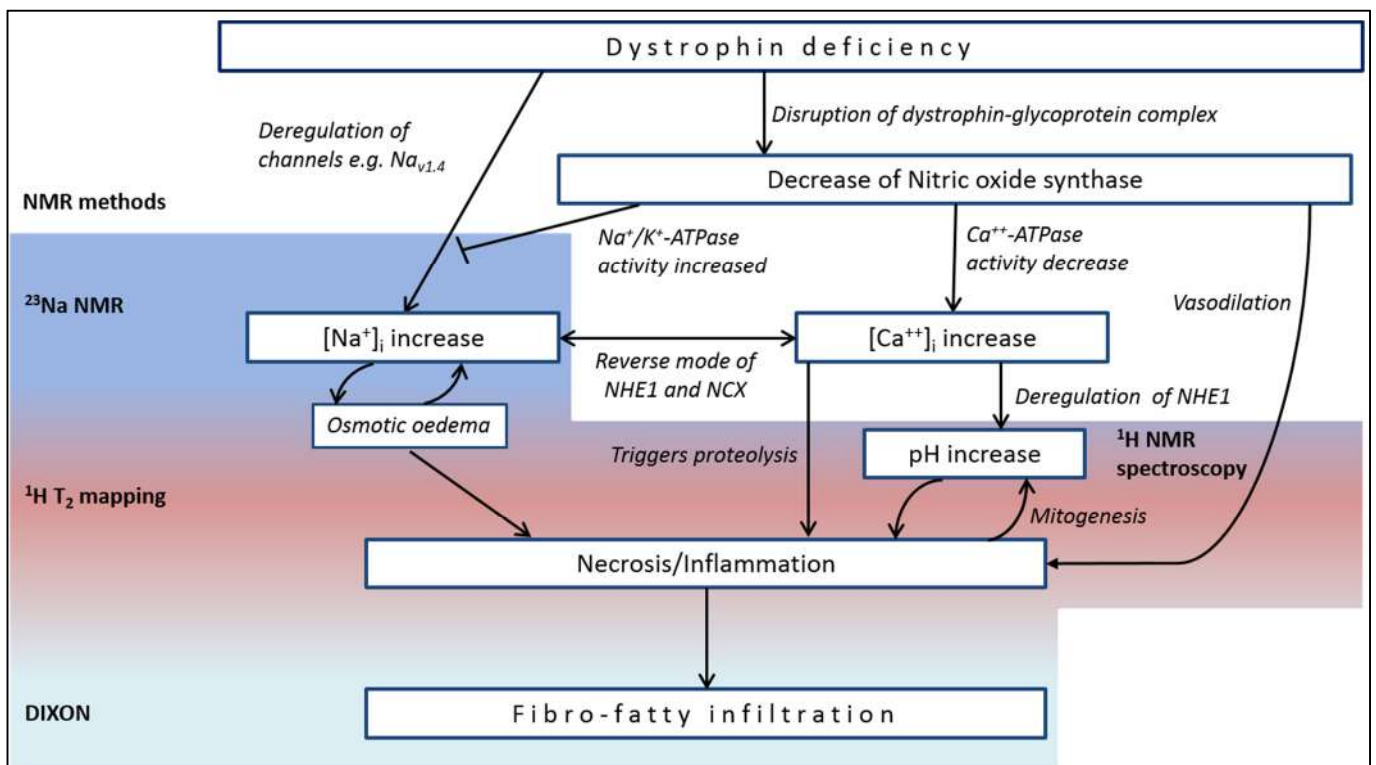 Dystrophin deficiency
Deregulation of
channels e.g. Nav1.4
Disruption of dystrophin-glycoprotein complex
Decrease of Nitric oxide synthase
NMR methods
Na+/K+-ATPase
activity increased
Ca++-ATPase
activity decrease
Vasodilation
23Na NMR
[Na+]i increase
[Ca++]i increase
Reverse mode of
NHE1 and NCX
Deregulation of NHE1
Osmotic oedema
Triggers proteolysis
pH increase
1H NMR
spectroscopy
1H T2 mapping
Mitogenesis
Necrosis/Inflammation
DIXON
Fibro-fatty infiltration